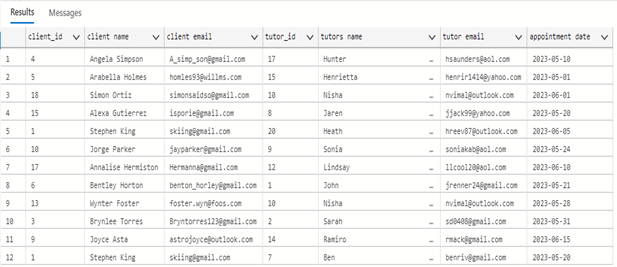 Results Messages
client_id client name client email tutor_id tutors name tutor email appointment date
1 4 Angela Simpson A_simp_son@gmail.com 17 Hunter … hsaunders@aol.com 2023-05-10
2 5 Arabella Holmes homles93@willms.com 15 Henrietta … henrir1414@yahoo.com 2023-05-01
3 18 Simon Ortiz simonsaidso@gmail.com 10 Nisha … nvimal@outlook.com 2023-06-01
4 15 Alexa Gutierrez isporie@gmail.com 8 Jaren … jjack99@yahoo.com 2023-05-20
5 1 Stephen King skiing@gmail.com 20 Heath … hreev87@outlook.com 2023-06-05
6 10 Jorge Parker jayparker@gmail.com 9 Sonia … soniakab@aol.com 2023-05-24
7 17 Annalise Hermiston Hermanna@gmail.com 12 Lindsay … llcool20@aol.com 2023-06-10
8 6 Bentley Horton benton_horley@gmail.com 1 John … jrenner24@gmail.com 2023-05-21
9 13 Wynter Foster foster.wyn@foos.com 10 Nisha … nvimal@outlook.com 2023-05-28
10 3 Brynlee Torres Bryntorres123@gmail.com 2 Sarah … sd0408@gmail.com 2023-05-31
11 9 Joyce Asta astrojoyce@outlook.com 14 Ramiro … rmack@gmail.com 2023-06-15
12 1 Stephen King skiing@gmail.com 7 Ben … benriv@gmail.com 2023-05-20